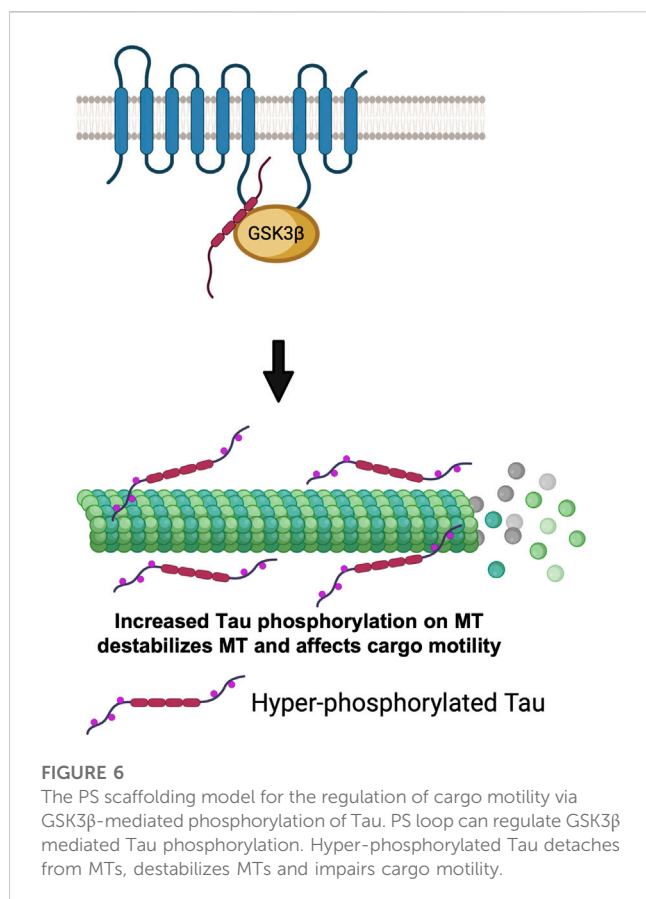 GSK3β
Increased Tau phosphorylation on MT
destabilizes MT and affects cargo motility
Hyper-phosphorylated Tau
FIGURE 6
The PS scaffolding model for the regulation of cargo motility via
GSK3β-mediated phosphorylation of Tau. PS loop can regulate GSK3β
mediated Tau phosphorylation. Hyper-phosphorylated Tau detaches
from MTs, destabilizes MTs and impairs cargo motility.